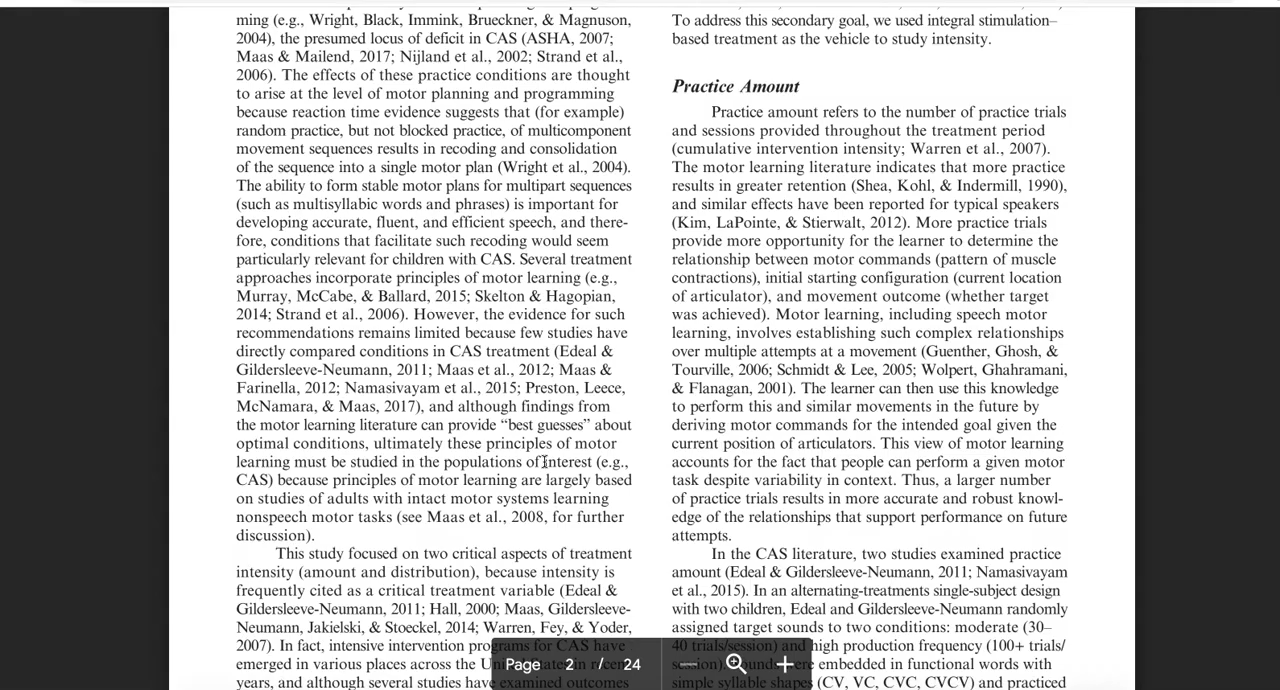 ming (e.g., Wright, Black, Immink, Brueckner, & Magnuson,
2004), the presumed locus of deficit in CAS (ASHA, 2007;
Maas & Mailend, 2017; Nijland et al., 2002; Strand et al.,
2006). The effects of these practice conditions are thought
to arise at the level of motor planning and programming
because reaction time evidence suggests that (for example)
random practice, but not blocked practice, of multicomponent
movement sequences results in recoding and consolidation
of the sequence into a single motor plan (Wright et al., 2004).
The ability to form stable motor plans for multipart sequences
(such as multisyllabic words and phrases) is important for
developing accurate, fluent, and efficient speech, and there-
fore, conditions that facilitate such recoding would seem
particularly relevant for children with CAS. Several treatment
approaches incorporate principles of motor learning (e.g.,
Murray, McCabe, & Ballard, 2015; Skelton & Hagopian,
2014; Strand et al., 2006). However, the evidence for such
recommendations remains limited because few studies have
directly compared conditions in CAS treatment (Edeal &
Gildersleeve-Neumann, 2011; Maas et al., 2012; Maas &
Farinella, 2012; Namasivayam et al., 2015; Preston, Leece,
McNamara, & Maas, 2017), and although findings from
the motor learning literature can provide “best guesses” about
optimal conditions, ultimately these principles of motor
learning must be studied in the populations of interest (e.g.,
CAS) because principles of motor learning are largely based
on studies of adults with intact motor systems learning
nonspeech motor tasks (see Maas et al., 2008, for further
discussion).
This study focused on two critical aspects of treatment
intensity (amount and distribution), because intensity is
frequently cited as a critical treatment variable (Edeal &
Gildersleeve-Neumann, 2011; Hall, 2000; Maas, Gildersleeve-
Neumann, Jakielski, & Stoeckel, 2014; Warren, Fey, & Yoder,
2007). In fact, intensive intervention programs for CAS have
emerged in various places across the United States in recent
years, and although several studies have examined outcomes
To address this secondary goal, we used integral stimulation–
based treatment as the vehicle to study intensity.
Practice Amount
Practice amount refers to the number of practice trials
and sessions provided throughout the treatment period
(cumulative intervention intensity; Warren et al., 2007).
The motor learning literature indicates that more practice
results in greater retention (Shea, Kohl, & Indermill, 1990),
and similar effects have been reported for typical speakers
(Kim, LaPointe, & Stierwalt, 2012). More practice trials
provide more opportunity for the learner to determine the
relationship between motor commands (pattern of muscle
contractions), initial starting configuration (current location
of articulator), and movement outcome (whether target
was achieved). Motor learning, including speech motor
learning, involves establishing such complex relationships
over multiple attempts at a movement (Guenther, Ghosh, &
Tourville, 2006; Schmidt & Lee, 2005; Wolpert, Ghahramani,
& Flanagan, 2001). The learner can then use this knowledge
to perform this and similar movements in the future by
deriving motor commands for the intended goal given the
current position of articulators. This view of motor learning
accounts for the fact that people can perform a given motor
task despite variability in context. Thus, a larger number
of practice trials results in more accurate and robust knowl-
edge of the relationships that support performance on future
attempts.
In the CAS literature, two studies examined practice
amount (Edeal & Gildersleeve-Neumann, 2011; Namasivayam
et al., 2015). In an alternating-treatments single-subject design
with two children, Edeal and Gildersleeve-Neumann randomly
assigned target sounds to two conditions: moderate (30–
40 trials/session) and high production frequency (100+ trials/
session). Sounds were embedded in functional words with
simple syllable shapes (CV, VC, CVC, CVCV) and practiced
Page 2 / 24